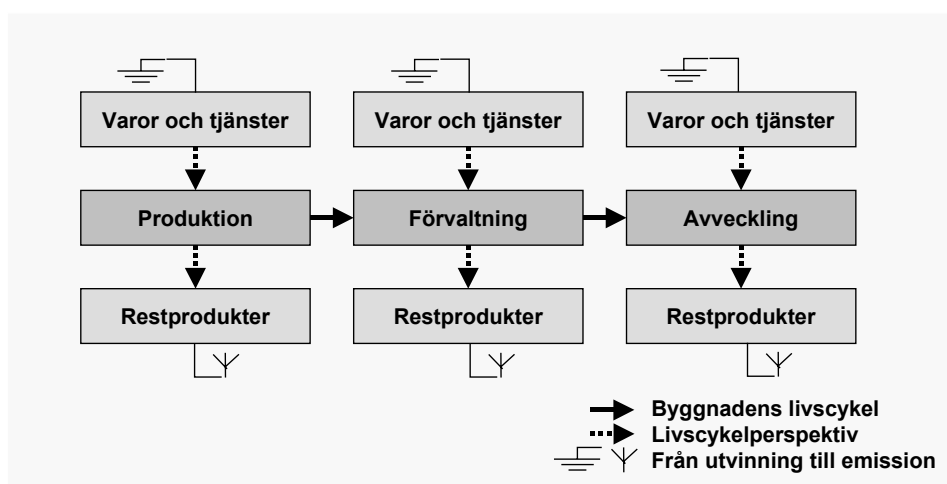 Varor och tjänster
Varor och tjänster
Varor och tjänster
Produktion
Förvaltning
Avveckling
Restprodukter
Restprodukter
Restprodukter
Byggnadens livscykel
Livscykelperspektiv
Från utvinning till emission